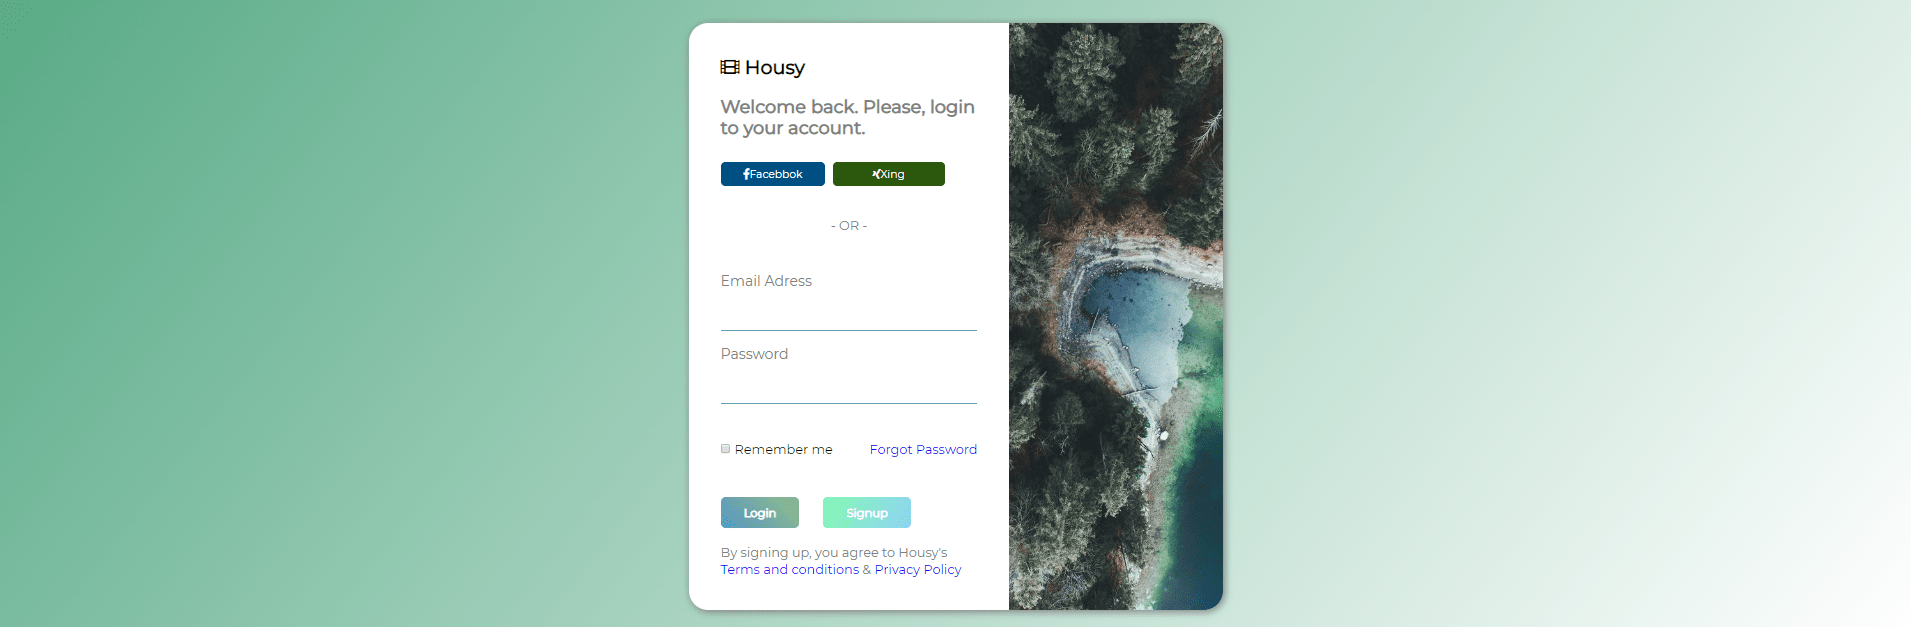 Housy
Welcome back. Please, login
to your account.
Facebbok
Xing
- OR -
Email Adress
Password
Remember me
Forgot Password
Login
Signup
By signing up, you agree to Housy's
Terms and conditions & Privacy Policy